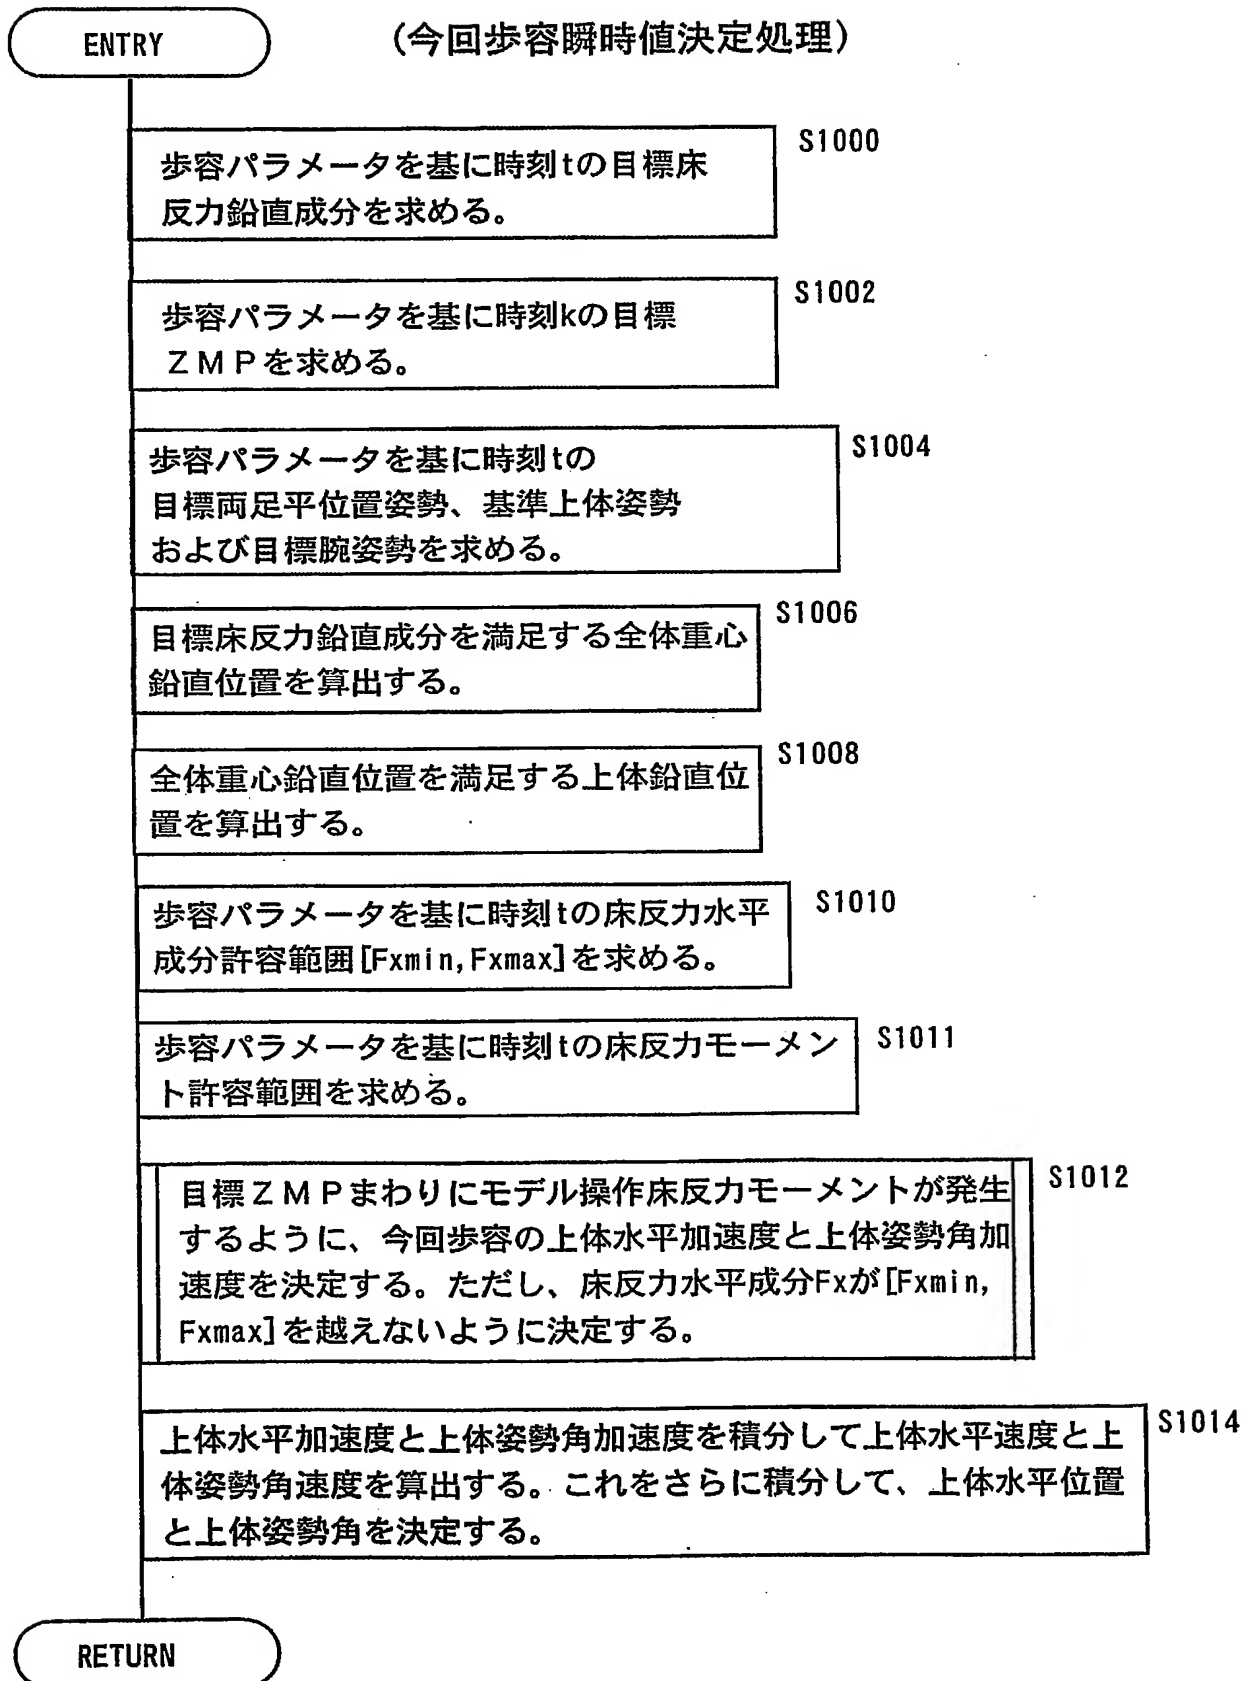 ENTRY
(今回歩容瞬時値決定処理)
S1000
歩容パラメータを基に時刻tの目標床
反力鉛直成分を求める。
S1002
歩容パラメータを基に時刻kの目標
ZMPを求める。
S1004
歩容パラメータを基に時刻tの
目標両足平位置姿勢、基準上体姿勢
および目標腕姿勢を求める。
S1006
目標床反力鉛直成分を満足する全体重心
鉛直位置を算出する。
S1008
全体重心鉛直位置を満足する上体鉛直位
置を算出する。
S1010
歩容パラメータを基に時刻tの床反力水平
成分許容範囲[Fxmin,Fxmax]を求める。
S1011
歩容パラメータを基に時刻tの床反力モーメン
ト許容範囲を求める。
S1012
目標ZMPまわりにモデル操作床反力モーメントが発生
するように、今回歩容の上体水平加速度と上体姿勢角加
速度を決定する。ただし、床反力水平成分Fxが[Fxmin,
Fxmax]を越えないように決定する。
S1014
上体水平加速度と上体姿勢角加速度を積分して上体水平速度と上
体姿勢角速度を算出する。これをさらに積分して、上体水平位置
と上体姿勢角を決定する。
RETURN